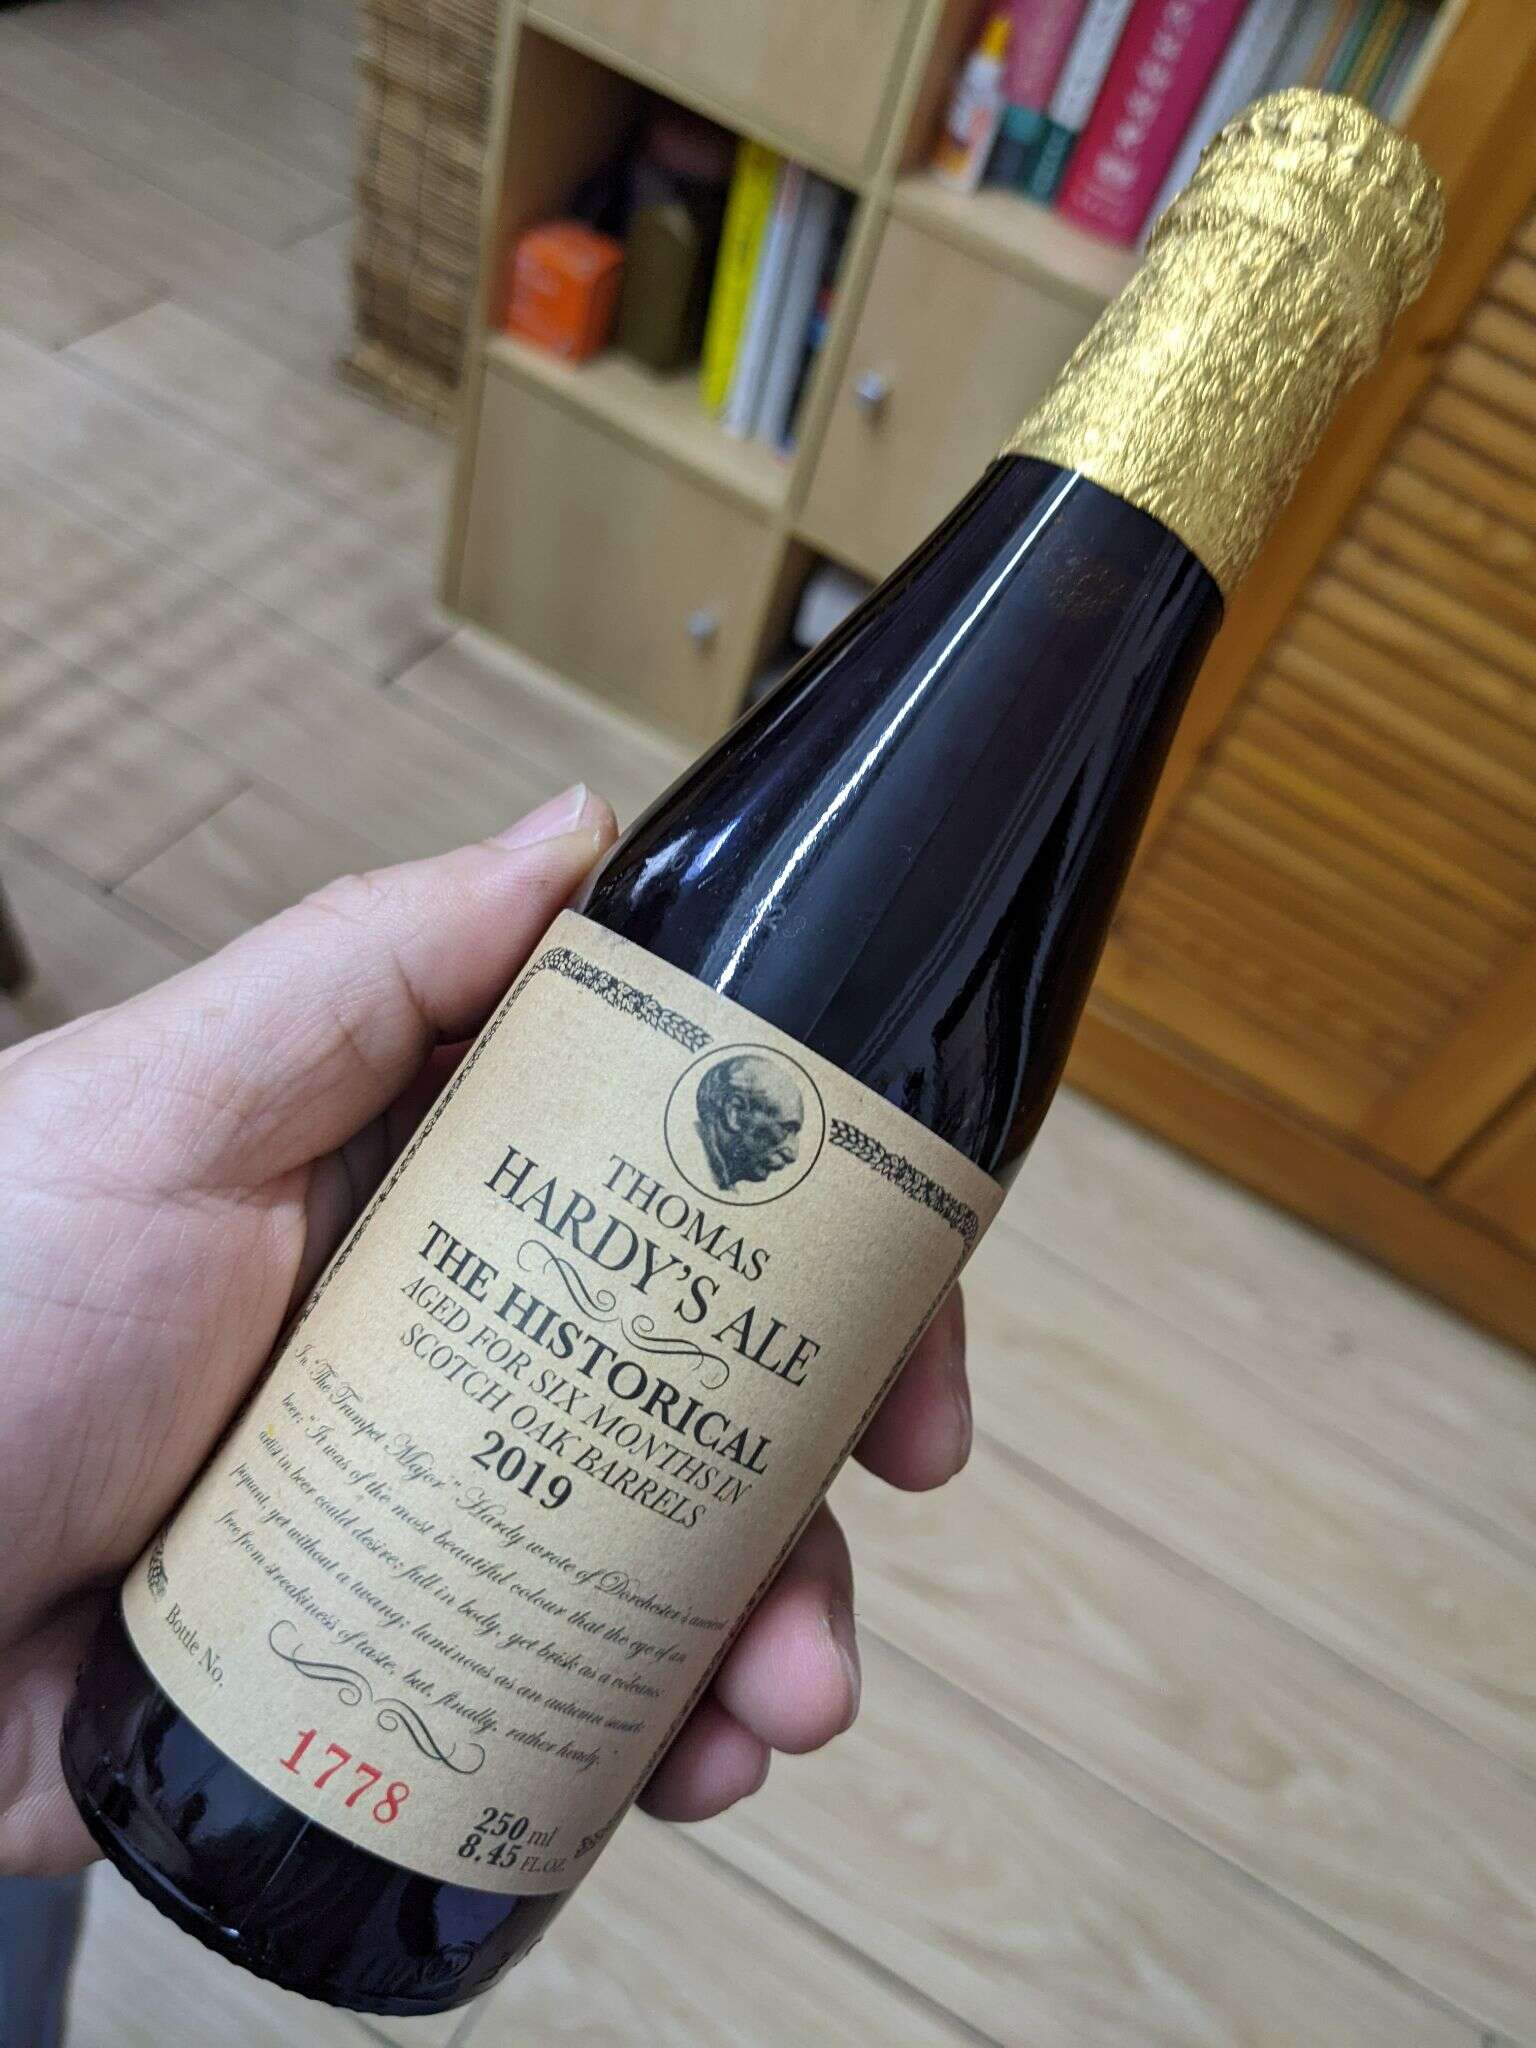 THOMAS
HARDY'S ALE
THE HISTORICAL
AGED FOR SIX MONTHS IN
SCOTCH OAK BARRELS
2019
In "The Trumpet Major" Hardy wrote of Dorchester's ancient
beer; "It was of the most beautiful colour that the eye of an
artist in beer could desire; full in body, yet brisk as a volcano;
piquant, yet without a twang; luminous as an autumn sunset;
free from streakiness of taste, but, finally, rather heady."
Bottle No.
1778
250 ml
8.45 FL.OZ.